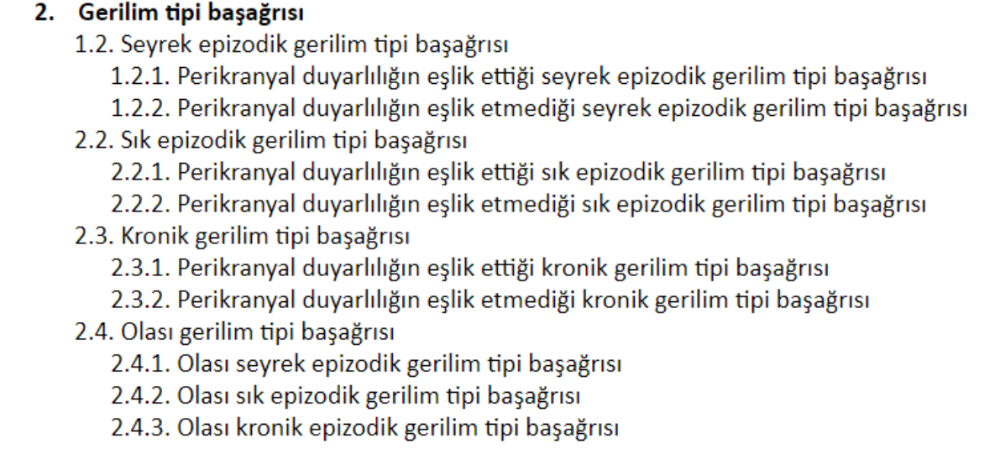 2. Gerilim tipi başağrısı
1.2. Seyrek epizodik gerilim tipi başağrısı
1.2.1. Perikranyal duyarlılığın eşlik ettiği seyrek epizodik gerilim tipi başağrısı
1.2.2. Perikranyal duyarlılığın eşlik etmediği seyrek epizodik gerilim tipi başağrısı
2.2. Sık epizodik gerilim tipi başağrısı
2.2.1. Perikranyal duyarlılığın eşlik ettiği sık epizodik gerilim tipi başağrısı
2.2.2. Perikranyal duyarlılığın eşlik etmediği sık epizodik gerilim tipi başağrısı
2.3. Kronik gerilim tipi başağrısı
2.3.1. Perikranyal duyarlılığın eşlik ettiği kronik gerilim tipi başağrısı
2.3.2. Perikranyal duyarlılığın eşlik etmediği kronik gerilim tipi başağrısı
2.4. Olası gerilim tipi başağrısı
2.4.1. Olası seyrek epizodik gerilim tipi başağrısı
2.4.2. Olası sık epizodik gerilim tipi başağrısı
2.4.3. Olası kronik epizodik gerilim tipi başağrısı